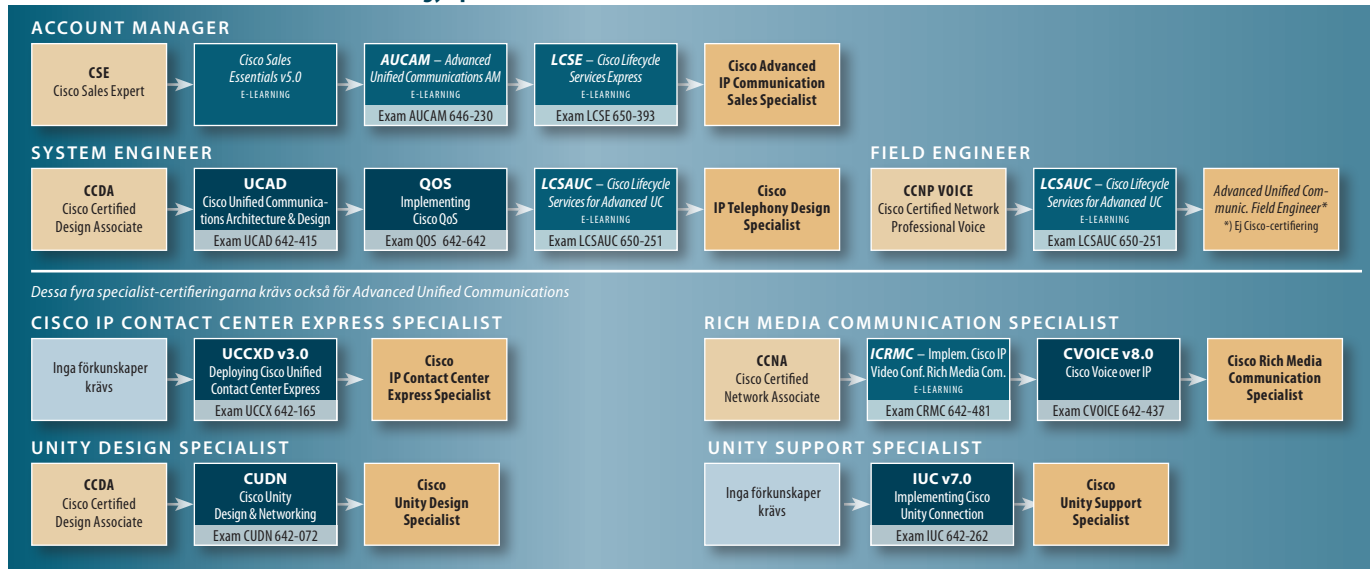 ACCOUNT MANAGER
CSE
Cisco Sales Expert
Cisco Sales
Essentials v5.0
E-LEARNING
AUCAM – Advanced
Unified Communications AM
E-LEARNING
Exam AUCAM 646-230
LCSE – Cisco Lifecycle
Services Express
E-LEARNING
Exam LCSE 650-393
Cisco Advanced
IP Communication
Sales Specialist
SYSTEM ENGINEER
CCDA
Cisco Certified
Design Associate
UCAD
Cisco Unified Communica-
tions Architecture & Design
Exam UCAD 642-415
QOS
Implementing
Cisco QoS
Exam QOS 642-642
LCSAUC – Cisco Lifecycle
Services for Advanced UC
E-LEARNING
Exam LCSAUC 650-251
Cisco
IP Telephony Design
Specialist
FIELD ENGINEER
CCNP VOICE
Cisco Certified Network
Professional Voice
LCSAUC – Cisco Lifecycle
Services for Advanced UC
E-LEARNING
Exam LCSAUC 650-251
Advanced Unified Com-
munic. Field Engineer*
*) Ej Cisco-certifiering
Dessa fyra specialist-certifieringarna krävs också för Advanced Unified Communications
CISCO IP CONTACT CENTER EXPRESS SPECIALIST
Inga förkunskaper
krävs
UCCXD v3.0
Deploying Cisco Unified
Contact Center Express
Exam UCCX 642-165
Cisco
IP Contact Center
Express Specialist
RICH MEDIA COMMUNICATION SPECIALIST
CCNA
Cisco Certified
Network Associate
ICRMC – Implem. Cisco IP
Video Conf. Rich Media Com.
E-LEARNING
Exam CRMC 642-481
CVOICE v8.0
Cisco Voice over IP
Exam CVOICE 642-437
Cisco Rich Media
Communication
Specialist
UNITY DESIGN SPECIALIST
CCDA
Cisco Certified
Design Associate
CUDN
Cisco Unity
Design & Networking
Exam CUDN 642-072
Cisco
Unity Design
Specialist
UNITY SUPPORT SPECIALIST
Inga förkunskaper
krävs
IUC v7.0
Implementing Cisco
Unity Connection
Exam IUC 642-262
Cisco
Unity Support
Specialist